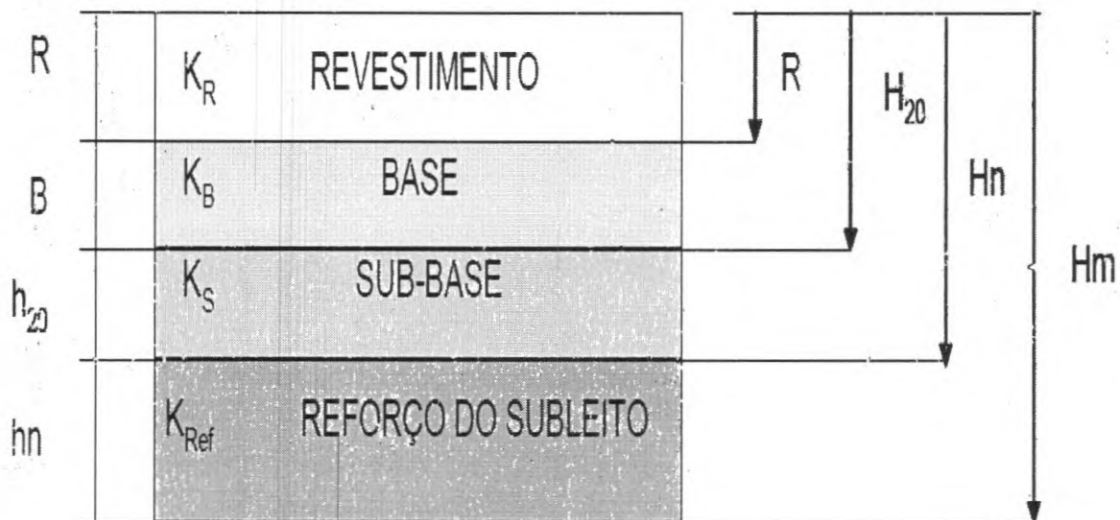 R
K_R REVESTIMENTO
R
H_20
B
K_B BASE
Hn
h_20
K_S SUB-BASE
Hm
hn
K_Ref REFORÇO DO SUBLEITO